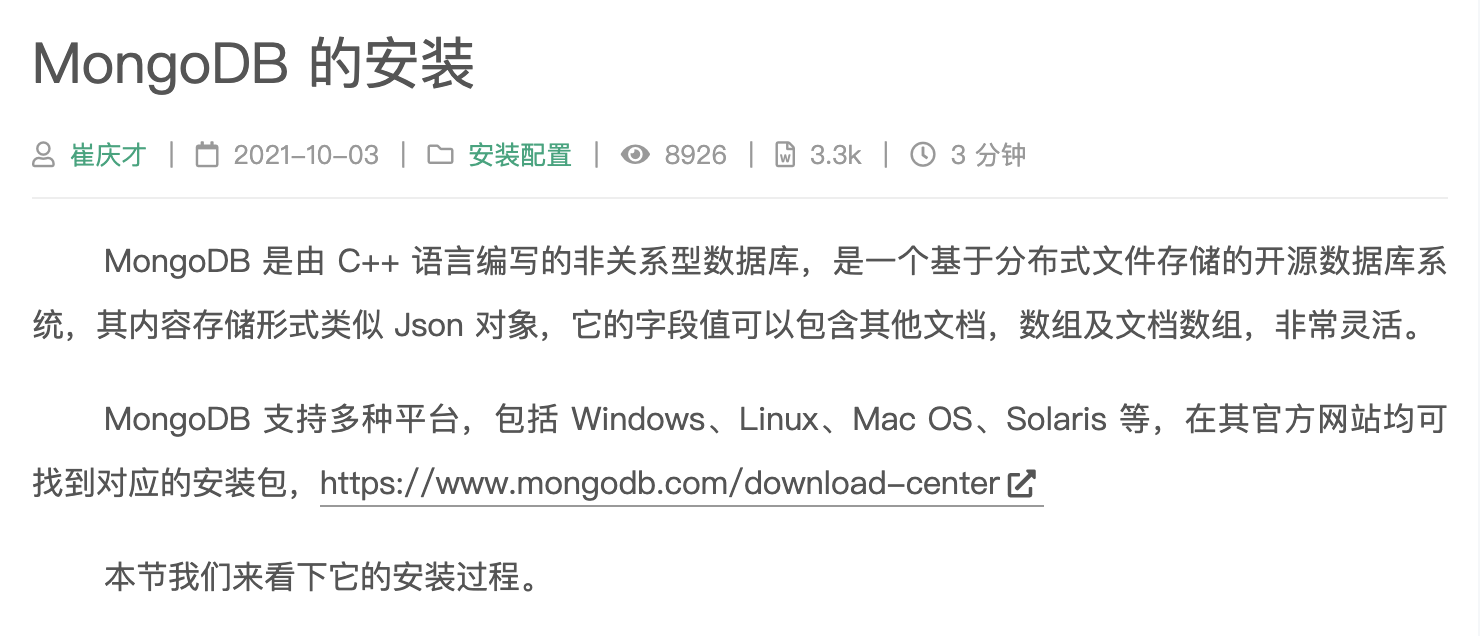 MongoDB 的安装
崔庆才 | 2021-10-03 | 安装配置 | 8926 | 3.3k | 3 分钟
MongoDB 是由 C++ 语言编写的非关系型数据库，是一个基于分布式文件存储的开源数据库系
统，其内容存储形式类似 Json 对象，它的字段值可以包含其他文档，数组及文档数组，非常灵活。
MongoDB 支持多种平台，包括 Windows、Linux、Mac OS、Solaris 等，在其官方网站均可
找到对应的安装包，https://www.mongodb.com/download-center
本节我们来看下它的安装过程。